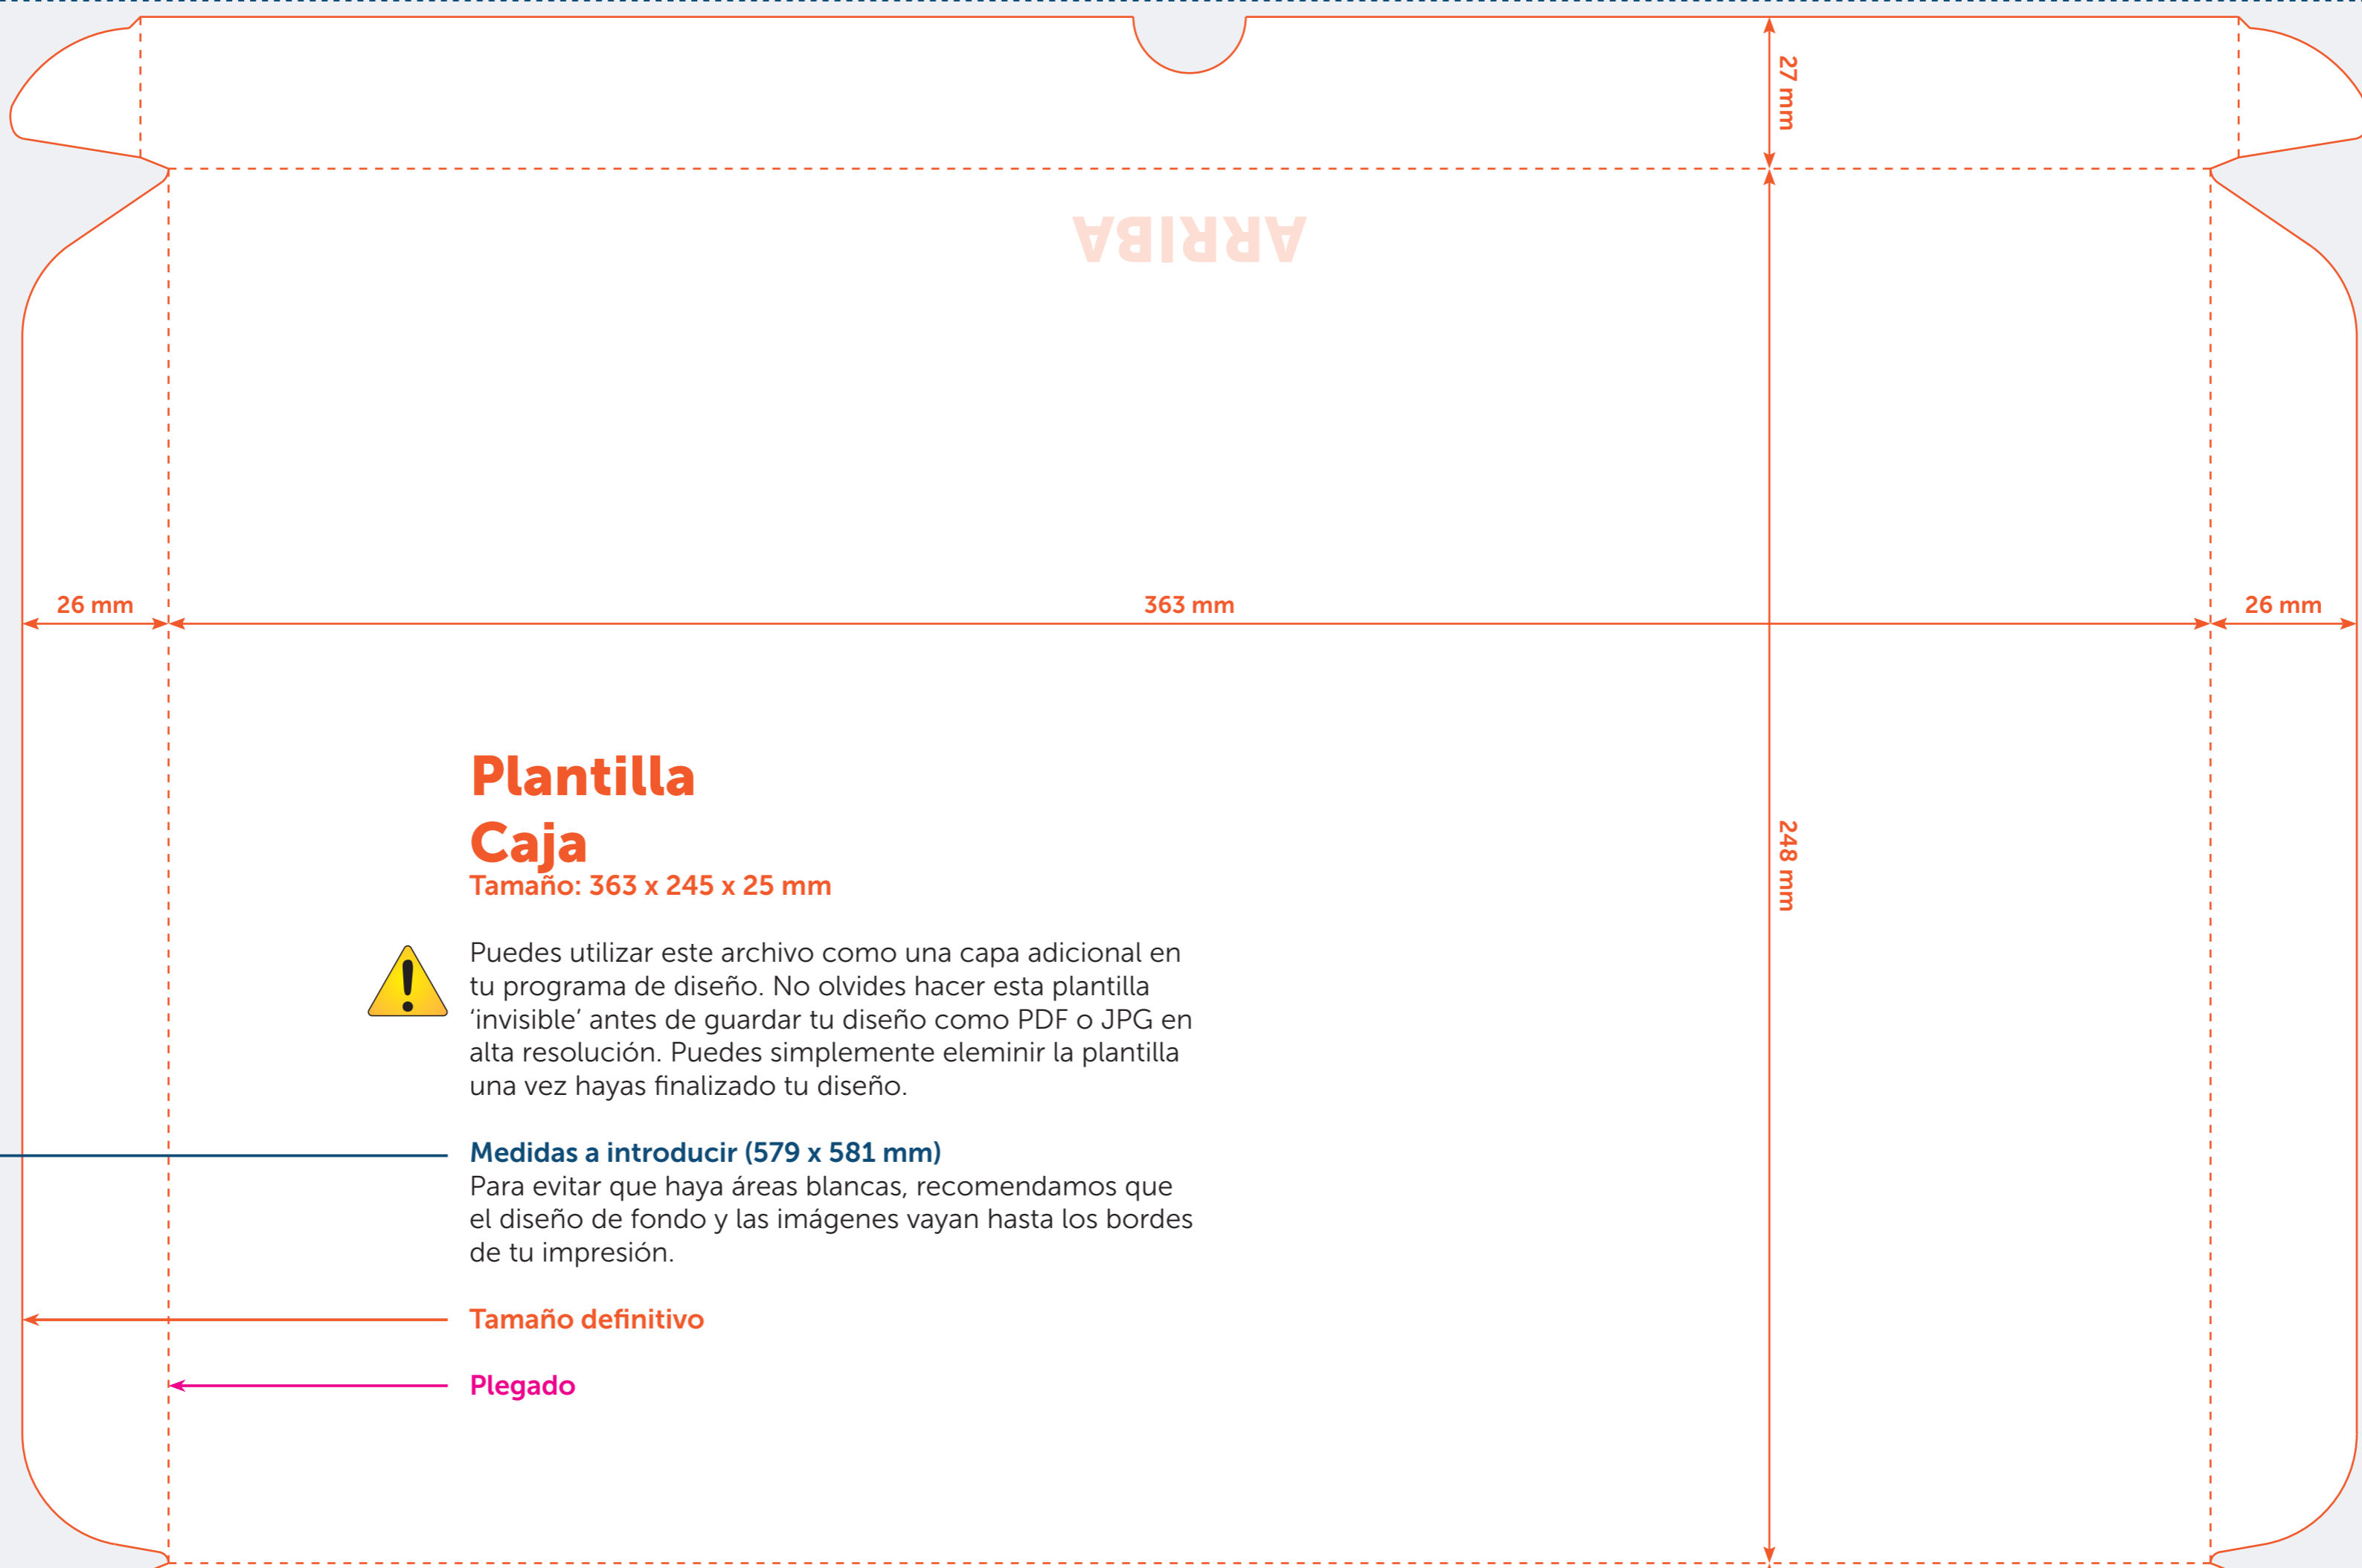 27 mm
ARRIBA
26 mm
363 mm
26 mm
Plantilla
Caja
Tamaño: 363 x 245 x 25 mm
248 mm
Puedes utilizar este archivo como una capa adicional en
tu programa de diseño. No olvides hacer esta plantilla
‘invisible’ antes de guardar tu diseño como PDF o JPG en
alta resolución. Puedes simplemente eleminir la plantilla
una vez hayas finalizado tu diseño.
Medidas a introducir (579 x 581 mm)
Para evitar que haya áreas blancas, recomendamos que
el diseño de fondo y las imágenes vayan hasta los bordes
de tu impresión.
Tamaño definitivo
Plegado